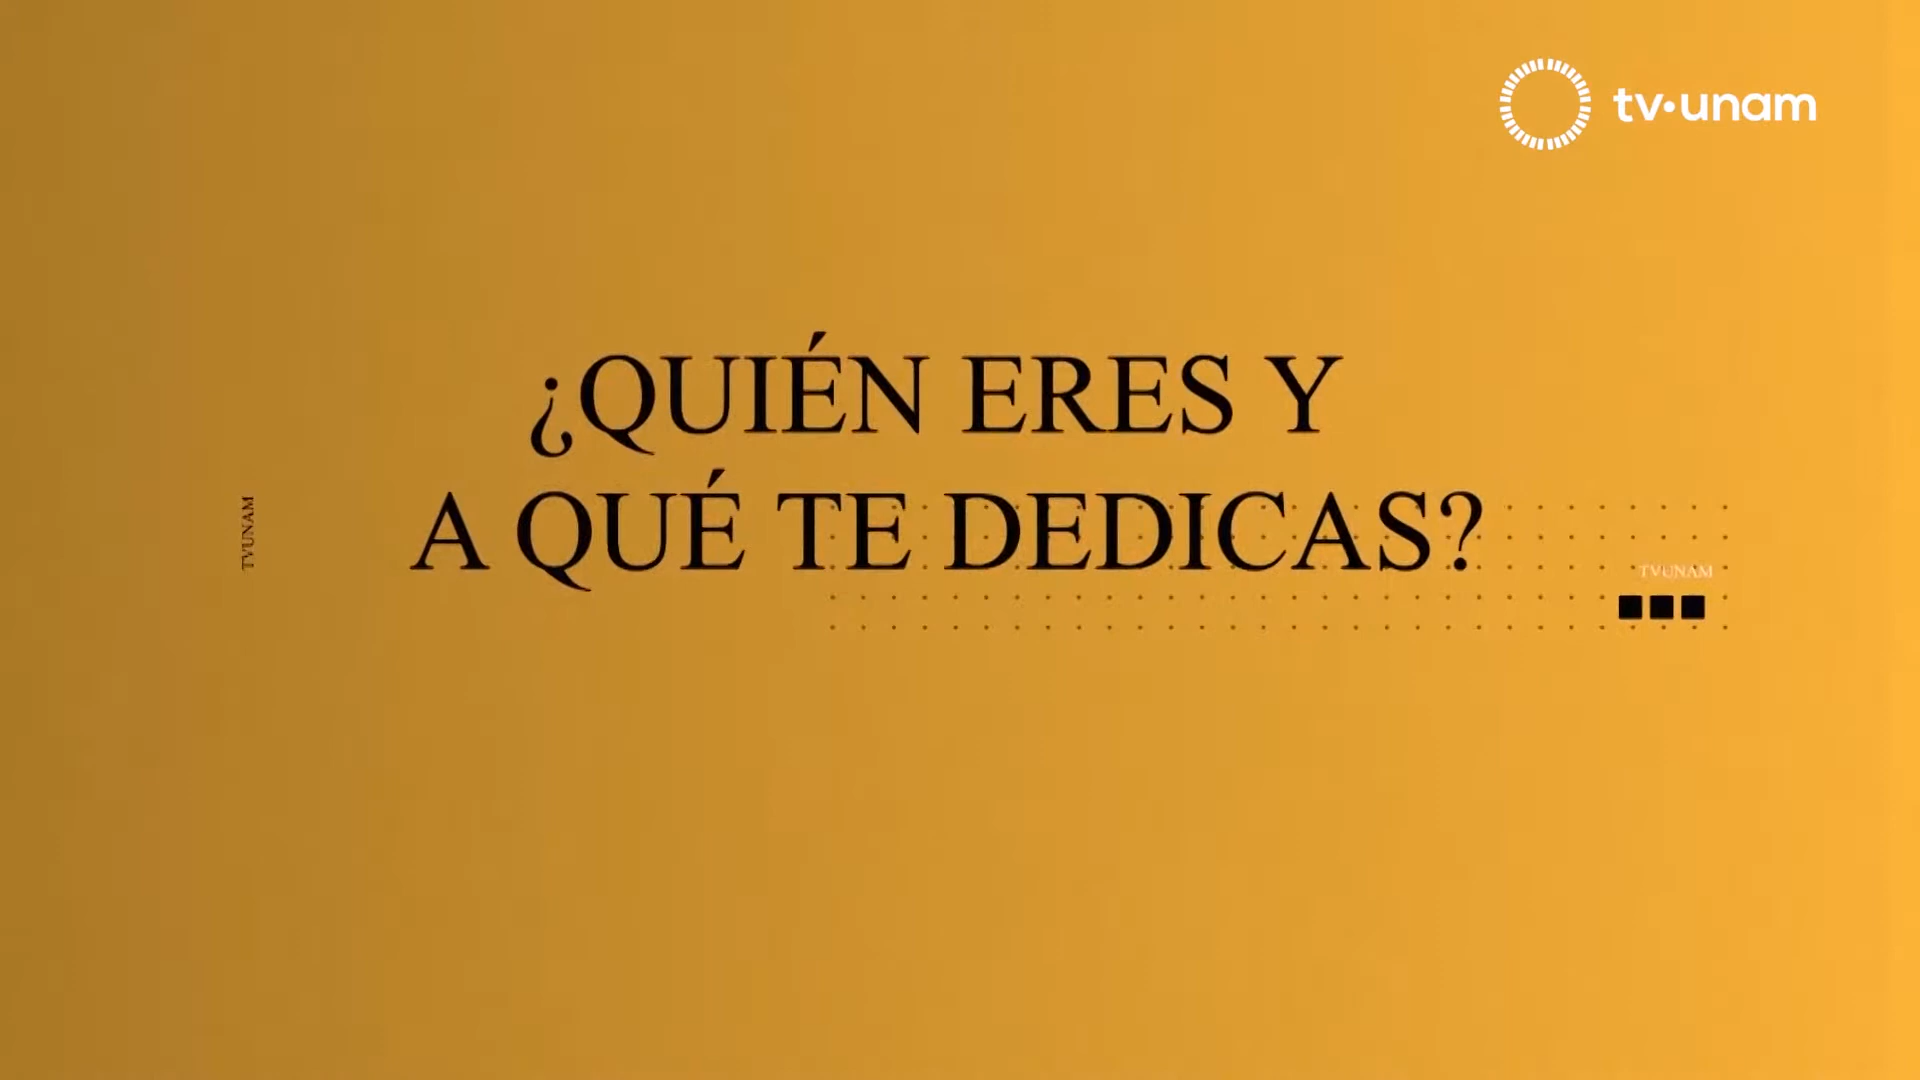 tv•unam
¿QUIÉN ERES Y
A QUÉ TE DEDICAS?
TVUNAM
TVUNAM